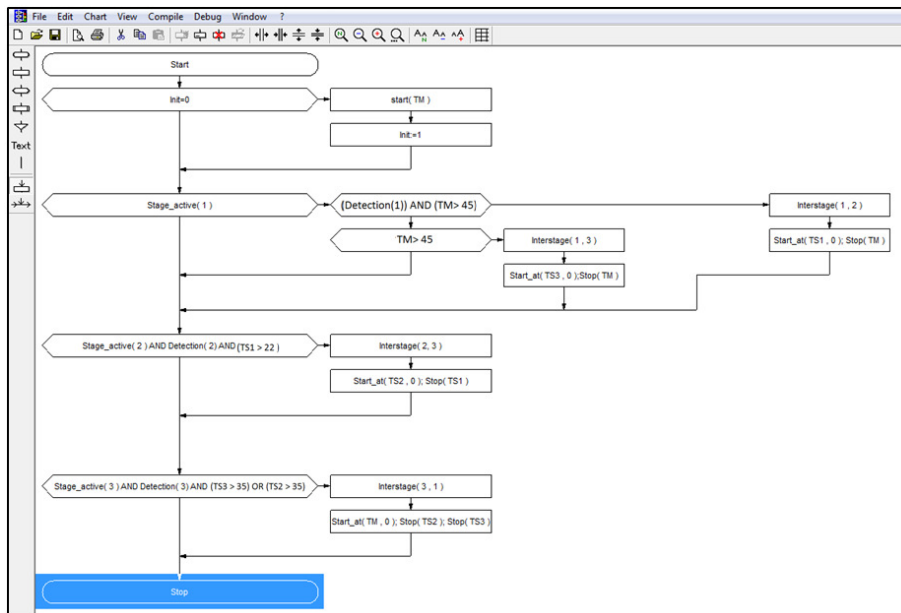 File Edit Chart View Compile Debug Window ?
Text
Start
Init=0
start( TM )
Init:=1
Stage_active( 1 )
(Detection(1)) AND (TM> 45)
Interstage( 1 , 2 )
TM> 45
Interstage( 1 , 3 )
Start_at( TS1 , 0 ); Stop( TM )
Start_at( TS3 , 0 );Stop( TM )
Stage_active( 2 ) AND Detection( 2) AND (TS1 > 22 )
Interstage( 2, 3 )
Start_at( TS2 , 0 ); Stop( TS1 )
Stage_active( 3 ) AND Detection( 3) AND (TS3 > 35) OR (TS2 > 35)
Interstage( 3 , 1 )
Start_at( TM , 0 ); Stop( TS2 ); Stop( TS3 )
Stop